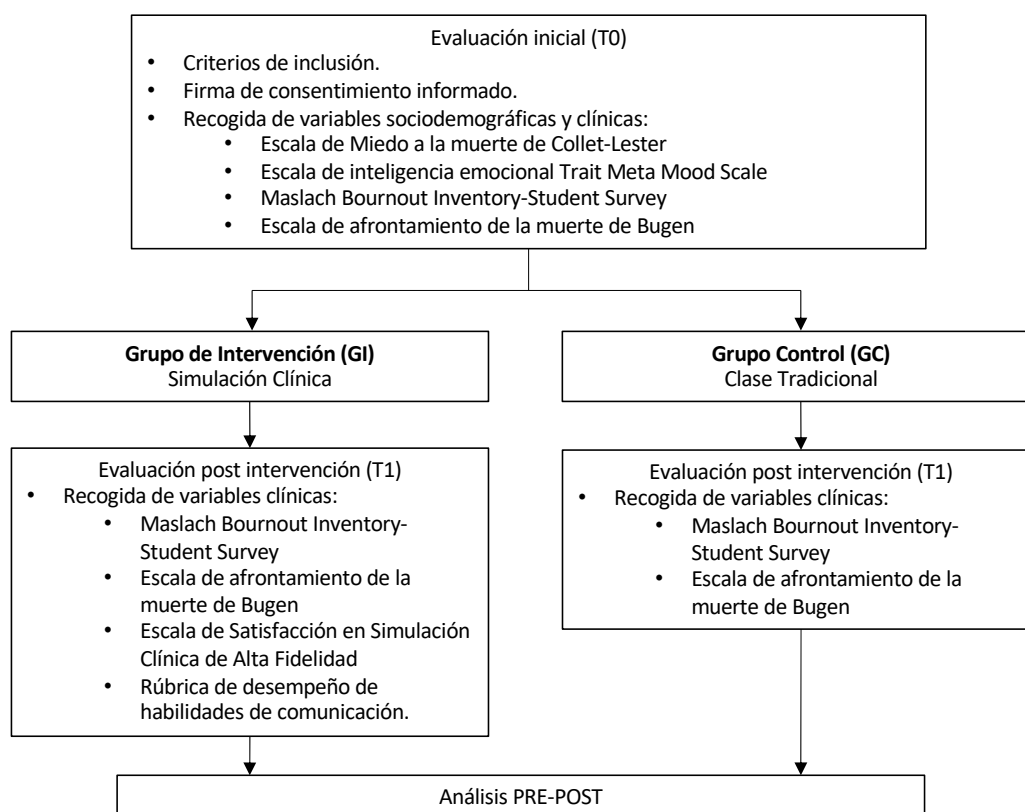 Evaluación inicial (T0)
• Criterios de inclusión.
• Firma de consentimiento informado.
• Recogida de variables sociodemográficas y clínicas:
• Escala de Miedo a la muerte de Collet-Lester
• Escala de inteligencia emocional Trait Meta Mood Scale
• Maslach Bournout Inventory-Student Survey
• Escala de afrontamiento de la muerte de Bugen
Grupo de Intervención (GI)
Simulación Clínica
Grupo Control (GC)
Clase Tradicional
Evaluación post intervención (T1)
• Recogida de variables clínicas:
• Maslach Bournout Inventory-
Student Survey
• Escala de afrontamiento de la
muerte de Bugen
• Escala de Satisfacción en Simulación
Clínica de Alta Fidelidad
• Rúbrica de desempeño de
habilidades de comunicación.
Evaluación post intervención (T1)
• Recogida de variables clínicas:
• Maslach Bournout Inventory-
Student Survey
• Escala de afrontamiento de la
muerte de Bugen
Análisis PRE-POST